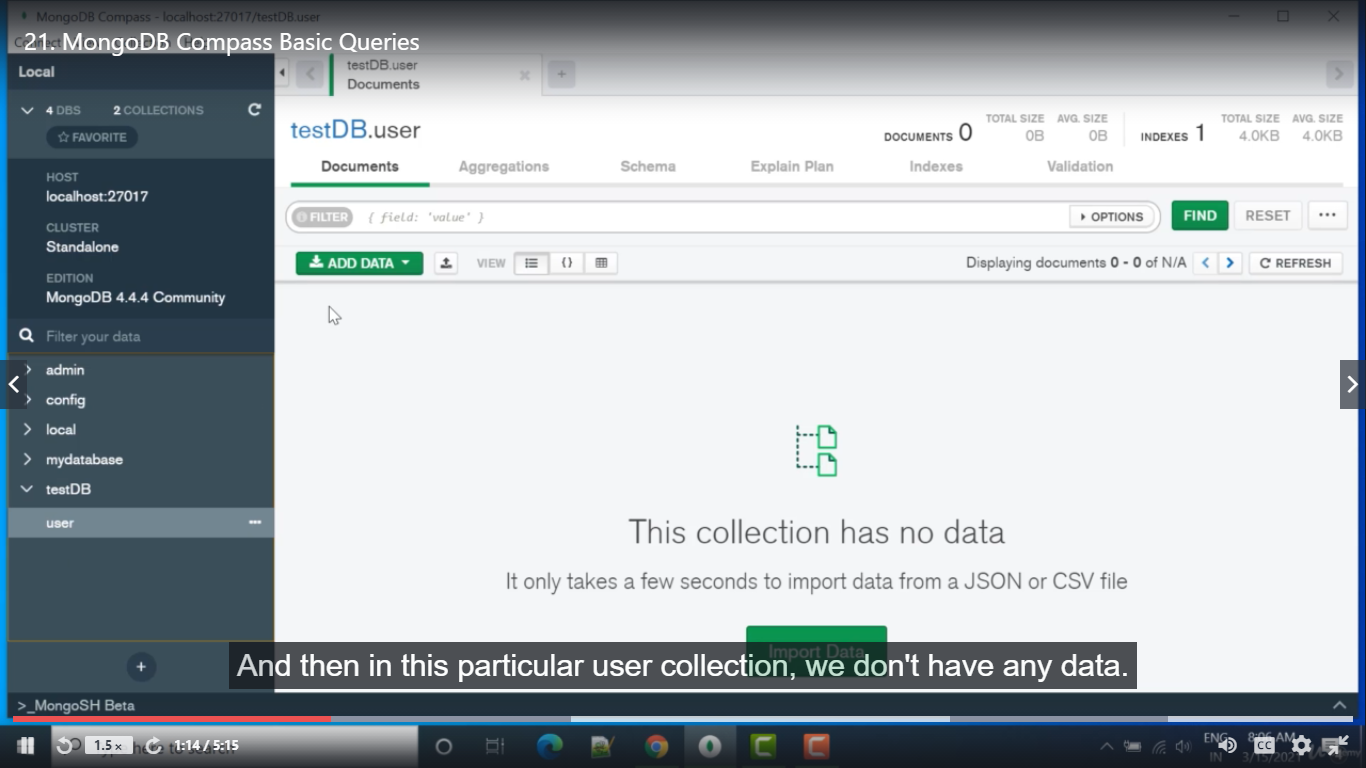 MongoDB Compass - localhost:27017/testDB.user
21. MongoDB Compass Basic Queries
Local
4 DBS 2 COLLECTIONS
FAVORITE
HOST
localhost:27017
CLUSTER
Standalone
EDITION
MongoDB 4.4.4 Community
Filter your data
admin
config
local
mydatabase
testDB
user
testDB.user
Documents
testDB.user
DOCUMENTS 0
TOTAL SIZE AVG. SIZE
0B 0B
INDEXES 1
TOTAL SIZE AVG. SIZE
4.0KB 4.0KB
Documents Aggregations Schema Explain Plan Indexes Validation
FILTER { field: 'value' } OPTIONS FIND RESET
ADD DATA VIEW Displaying documents 0 - 0 of N/A REFRESH
This collection has no data
It only takes a few seconds to import data from a JSON or CSV file
Import Data
And then in this particular user collection, we don't have any data.
>_MongoSH Beta
1.5 x 1:14 / 5:15
ENG
IN
8:06 AM
CC